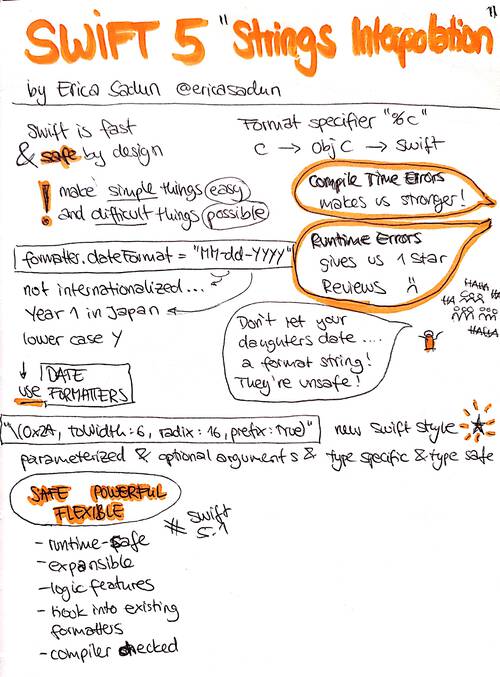 SWIFT 5 "Strings Interpolation"
by Erica Sadun @ericasadun
Swift is fast
& safe by design
! make simple things easy
and difficult things possible
Format specifier "%c"
C → Obj C → Swift
Compile Time Errors
makes us stronger!
Runtime Errors
gives us 1 Star
Reviews
formatter.dateFormat = "MM-dd-YYYY"
not internationalized...
Year 1 in Japan
lower case Y
HAHA
HA
HA
HAHA
Don't let your
daughters date ....
a format string!
They're unsafe!
↓ DATE
use FORMATTERS
"\(0x2A, toWidth:6, radix:16, prefix:True)" new Swift style
parameterized & optional arguments & type specific & type safe
SAFE POWERFUL
FLEXIBLE
# swift
5.1
- runtime-safe
- expansible
- logic features
- hook into existing
formatters
- compiler checked